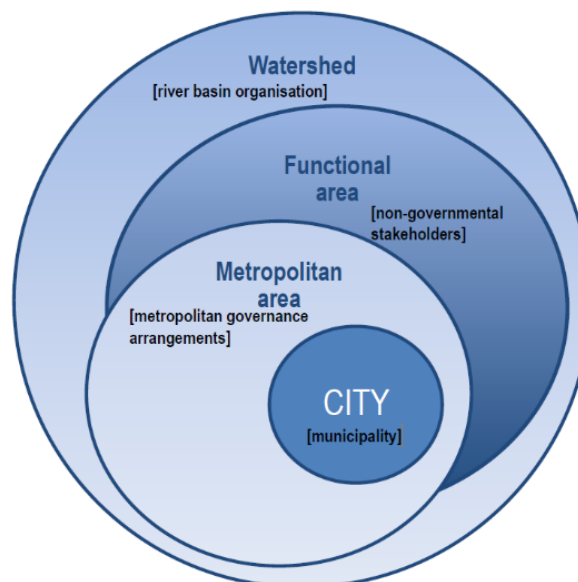 Watershed
[river basin organisation]
Functional
area
[non-governmental
stakeholders]
Metropolitan
area
[metropolitan governance
arrangements]
CITY
[municipality]